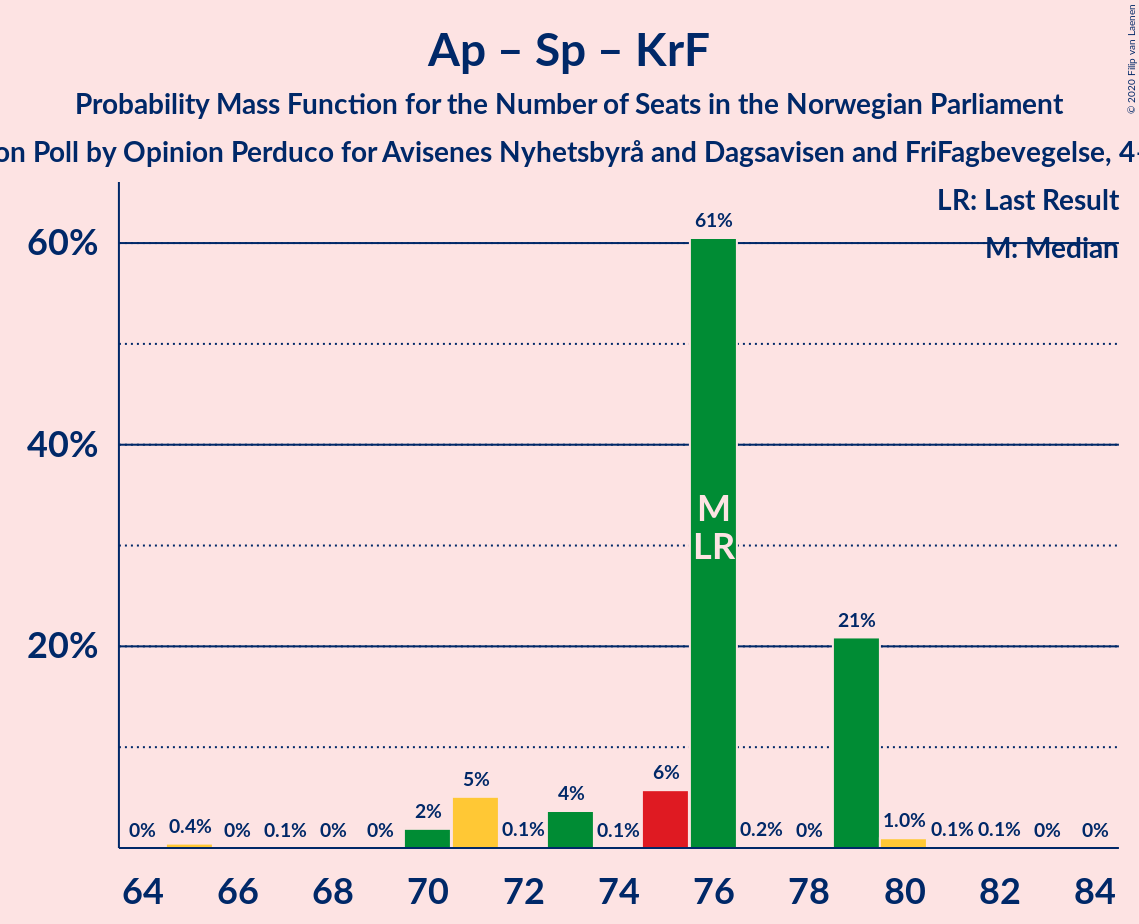 Ap – Sp – KrF
Probability Mass Function for the Number of Seats in the Norwegian Parliament
on Poll by Opinion Perduco for Avisenes Nyhetsbyrå and Dagsavisen and FriFagbevegelse, 4-
© 2020 Filip van Laenen
LR: Last Result
M: Median
60%
40%
20%
61%
M
LR
21%
0%
0.4%
0%
0.1%
0%
0%
2%
5%
0.1%
4%
0.1%
6%
0.2%
0%
1.0%
0.1%
0.1%
0%
0%
64 66 68 70 72 74 76 78 80 82 84